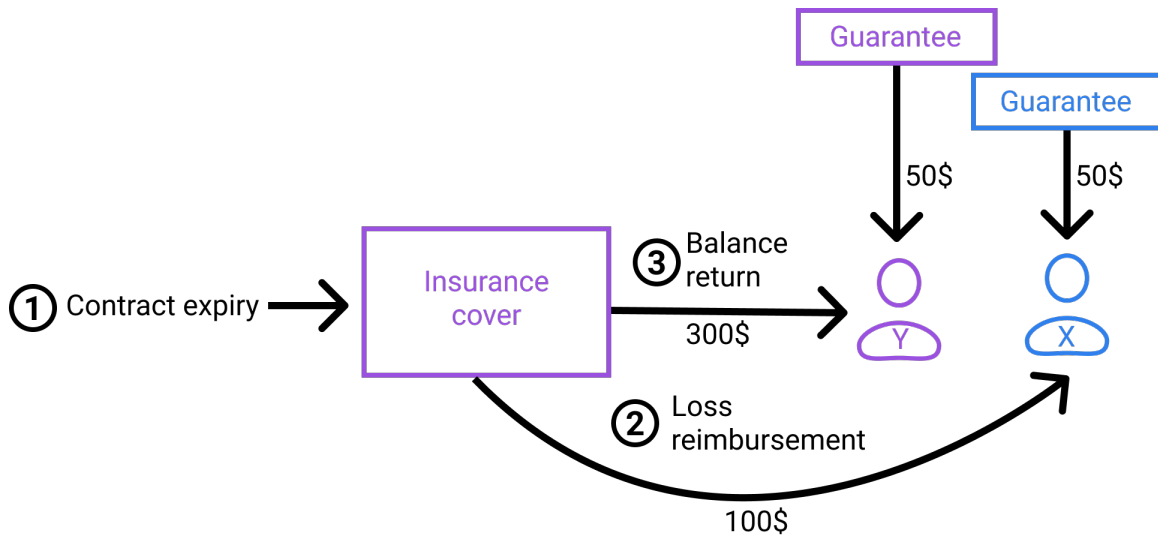 Guarantee
Guarantee
50$
50$
1 Contract expiry
Insurance
cover
3 Balance
return
300$
Y
X
2 Loss
reimbursement
100$